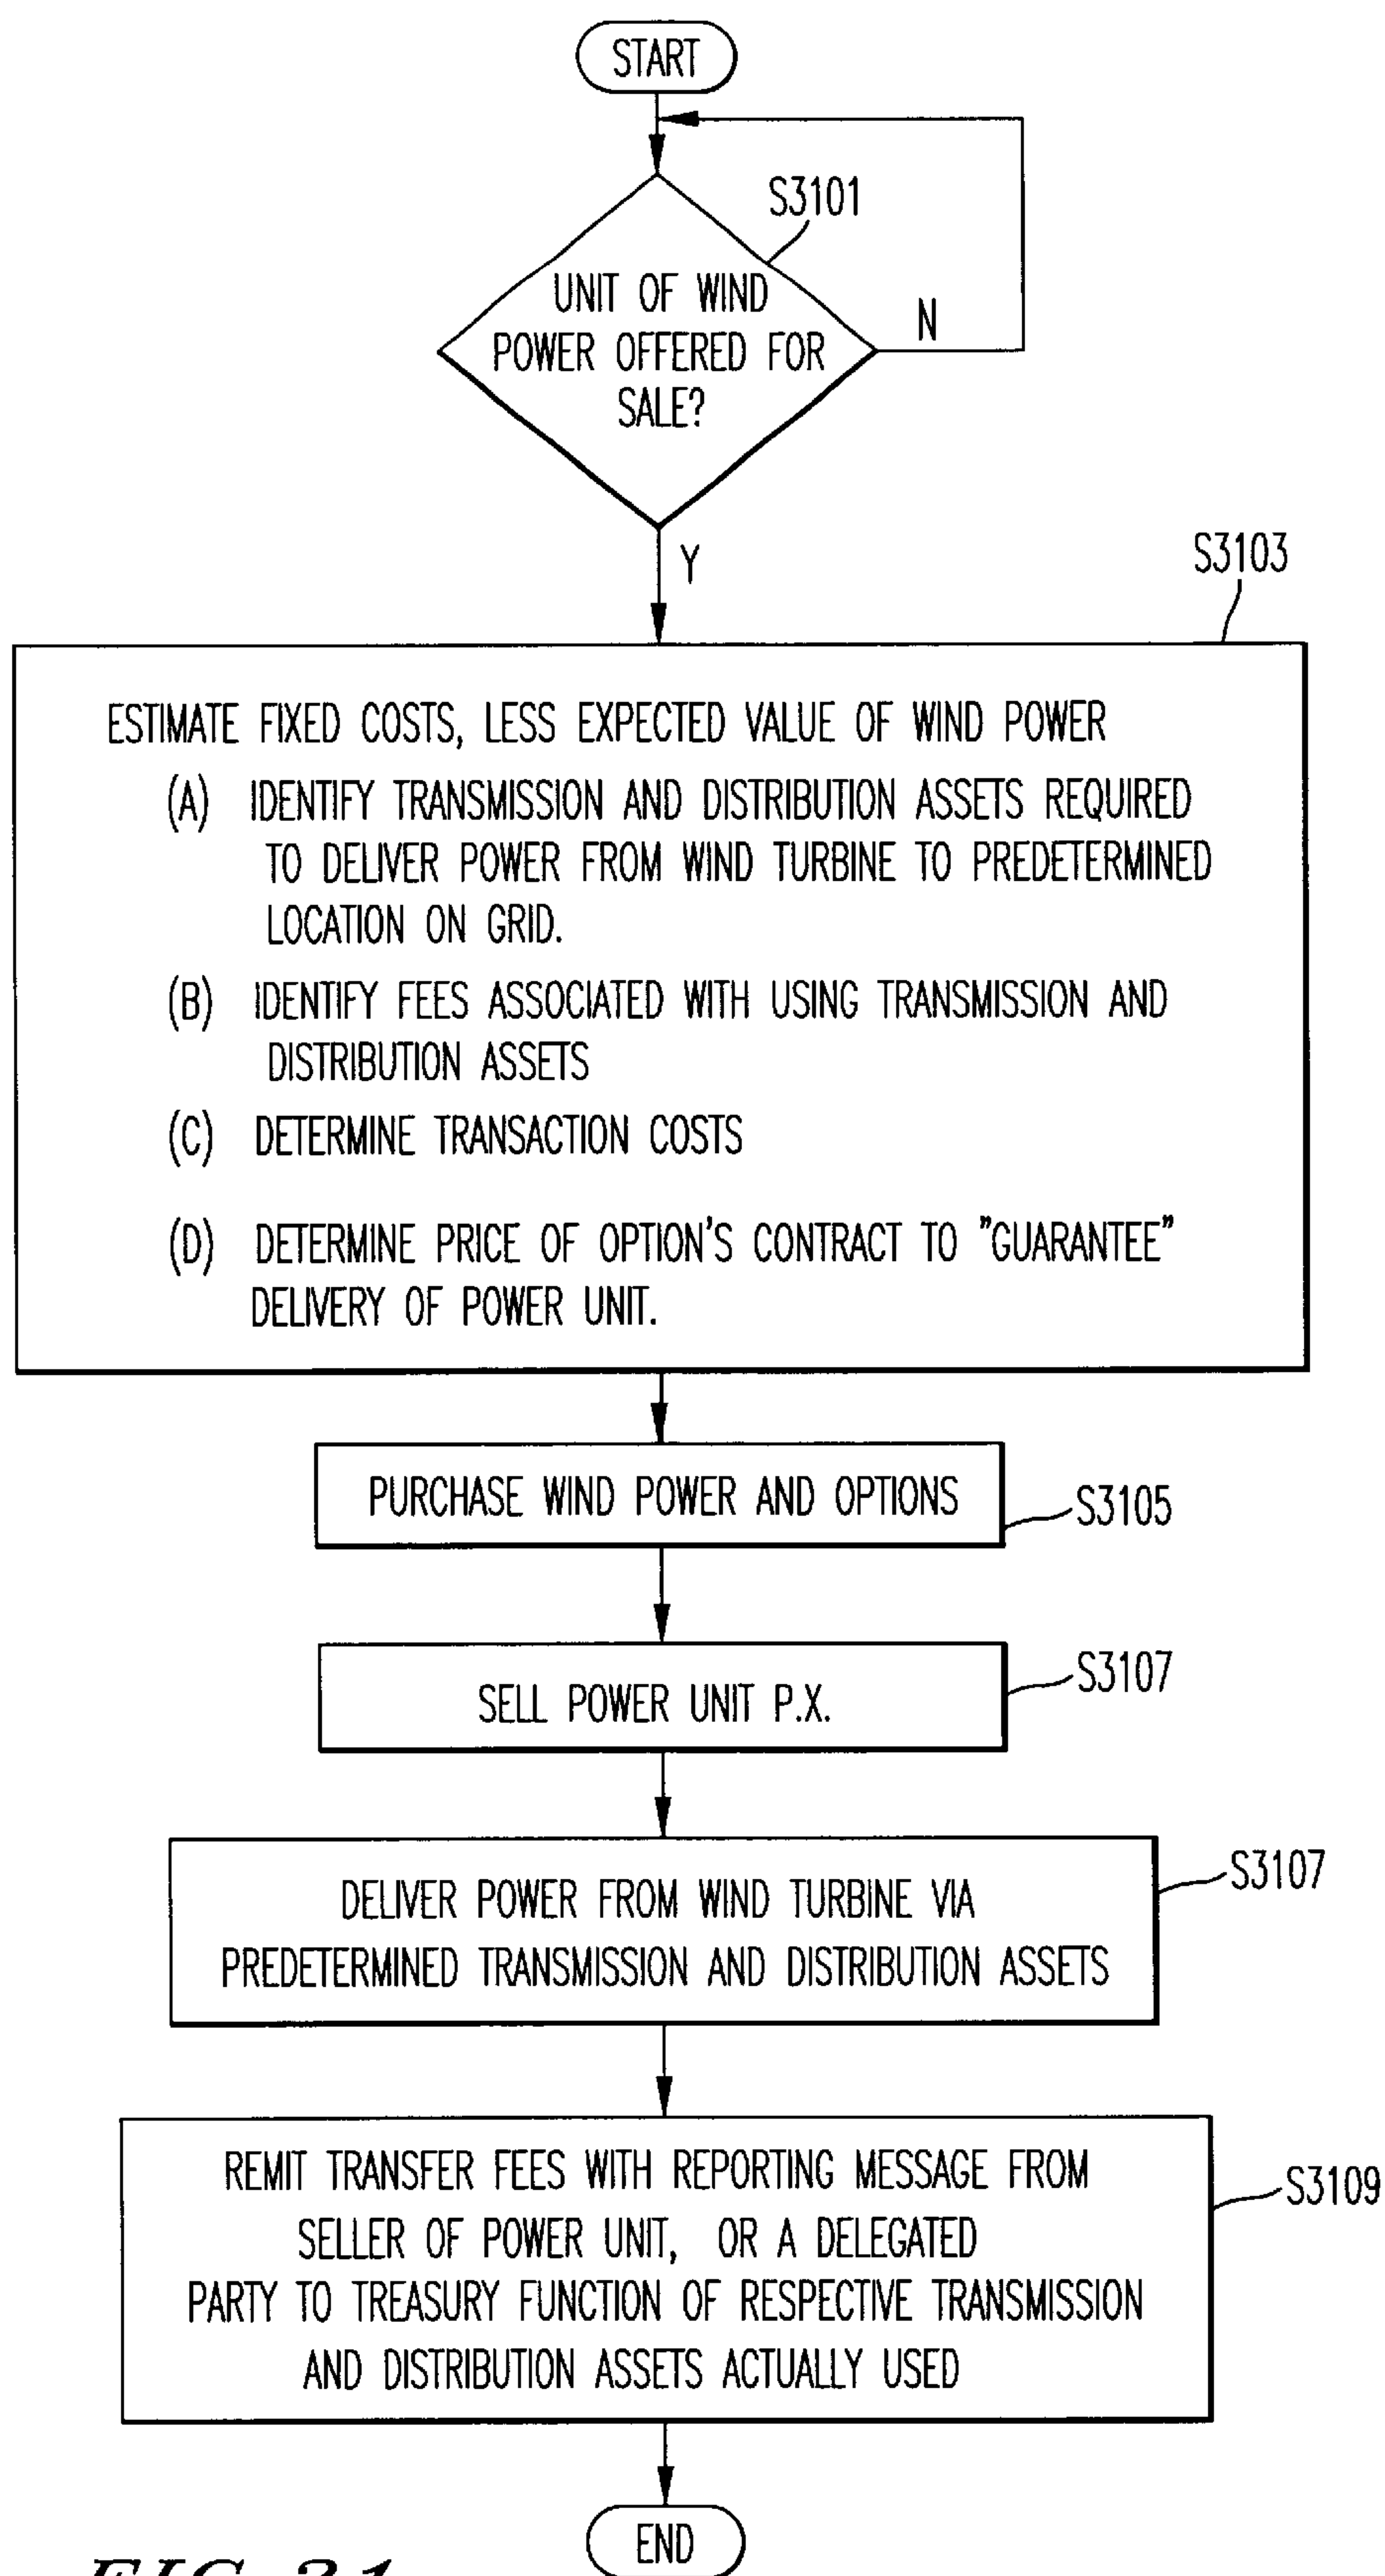 START
S3101
UNIT OF WIND
POWER OFFERED FOR
SALE?
N
Y
S3103
ESTIMATE FIXED COSTS, LESS EXPECTED VALUE OF WIND POWER
(A) IDENTIFY TRANSMISSION AND DISTRIBUTION ASSETS REQUIRED
TO DELIVER POWER FROM WIND TURBINE TO PREDETERMINED
LOCATION ON GRID.
(B) IDENTIFY FEES ASSOCIATED WITH USING TRANSMISSION AND
DISTRIBUTION ASSETS
(C) DETERMINE TRANSACTION COSTS
(D) DETERMINE PRICE OF OPTION'S CONTRACT TO "GUARANTEE"
DELIVERY OF POWER UNIT.
PURCHASE WIND POWER AND OPTIONS
S3105
SELL POWER UNIT P.X.
S3107
DELIVER POWER FROM WIND TURBINE VIA
PREDETERMINED TRANSMISSION AND DISTRIBUTION ASSETS
S3107
REMIT TRANSFER FEES WITH REPORTING MESSAGE FROM
SELLER OF POWER UNIT, OR A DELEGATED
PARTY TO TREASURY FUNCTION OF RESPECTIVE TRANSMISSION
AND DISTRIBUTION ASSETS ACTUALLY USED
S3109
END